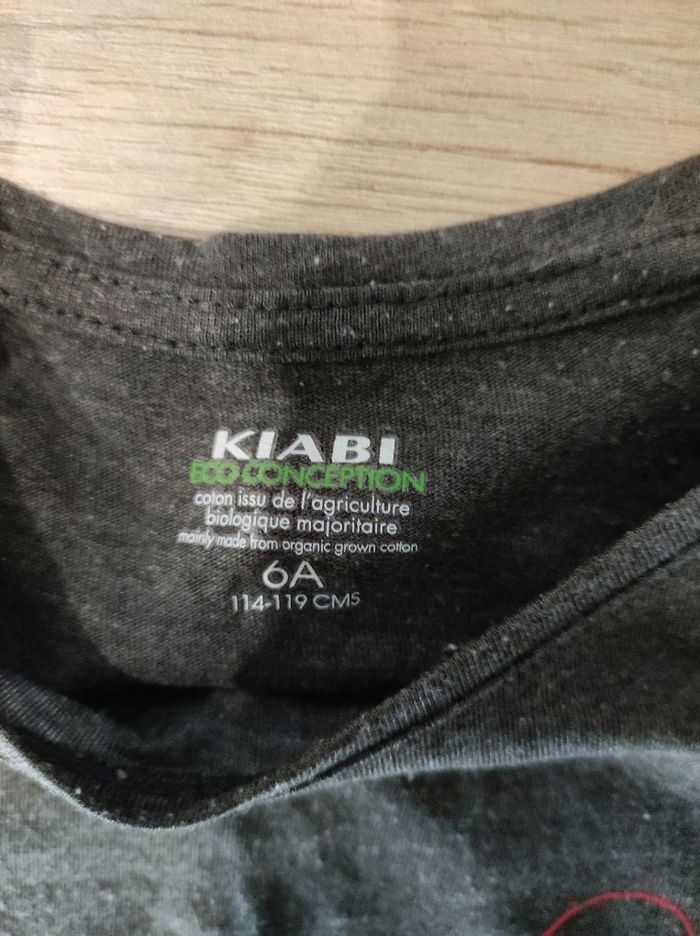 KIABI
ECO CONCEPTION
coton issu de l'agriculture
biologique majoritaire
mainly made from organic grown cotton
6A
114-119 CMS